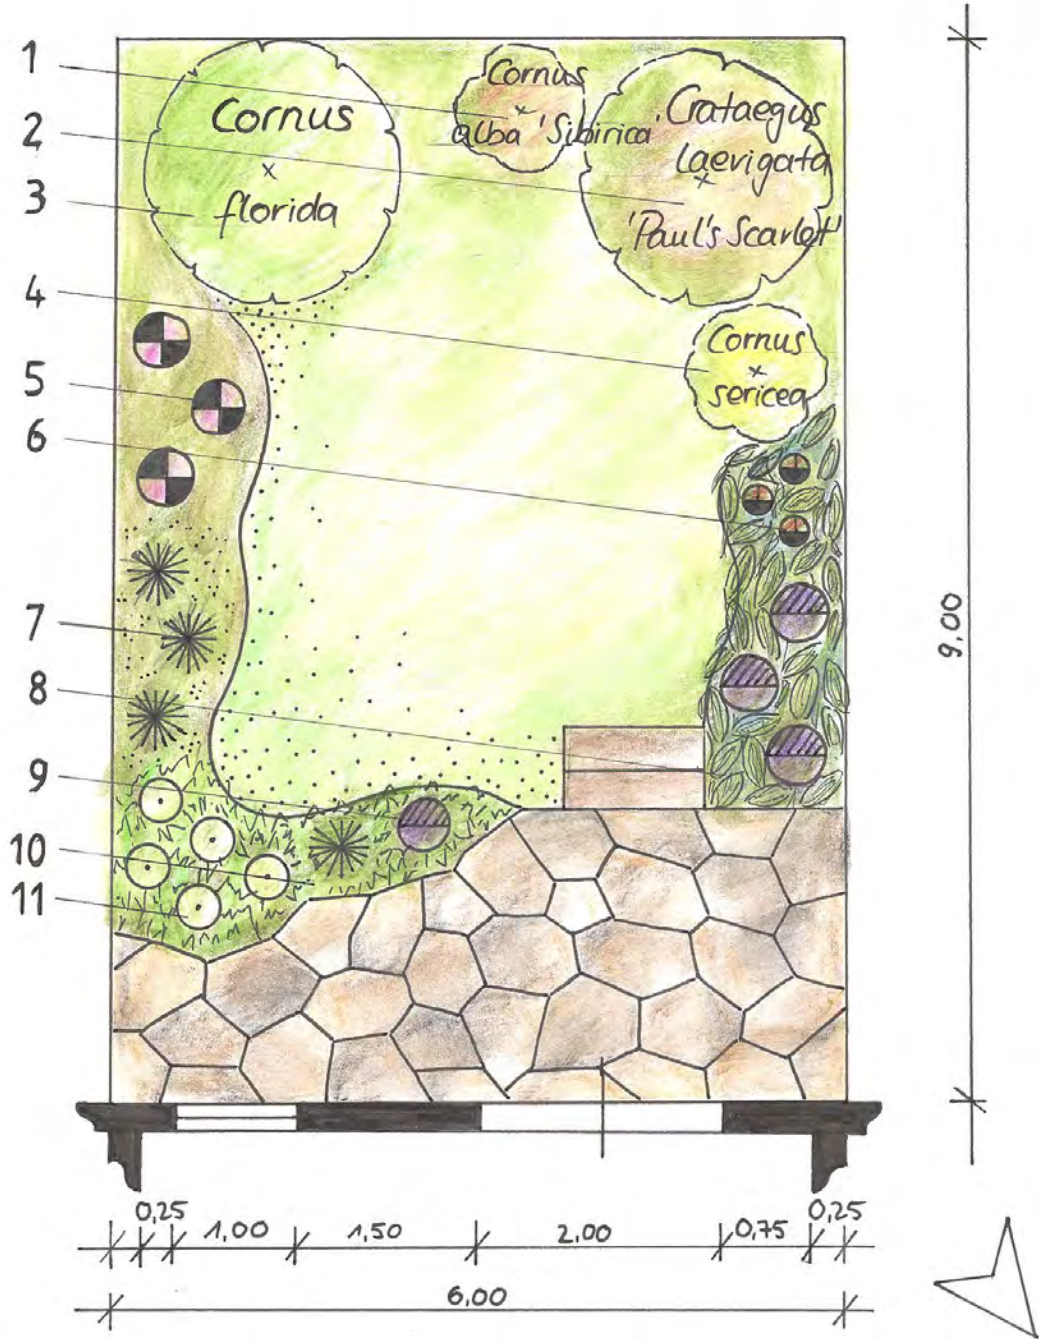 1
2
3
4
5
6
7
8
9
10
11
Cornus
florida
Cornus
alba 'Sibirica'
Crataegus
laevigata
'Paul's Scarlet'
Cornus
sericea
9,00
0,25
1,00
1,50
2,00
0,75
0,25
6,00